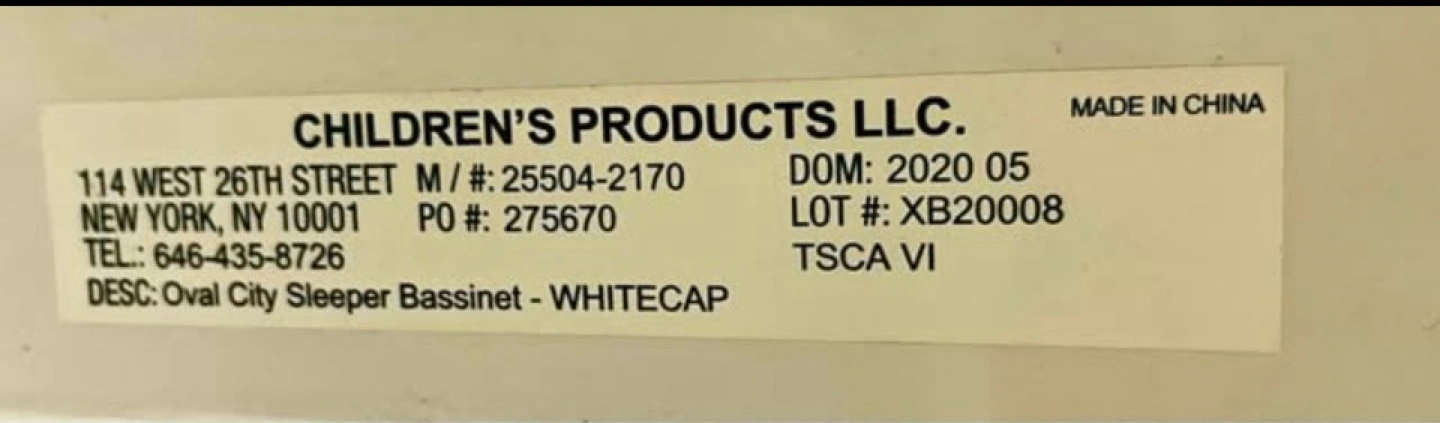 CHILDREN'S PRODUCTS LLC.
MADE IN CHINA
114 WEST 26TH STREET M / #: 25504-2170 DOM: 2020 05
NEW YORK, NY 10001 PO #: 275670 LOT #: XB20008
TEL.: 646-435-8726 TSCA VI
DESC: Oval City Sleeper Bassinet - WHITECAP